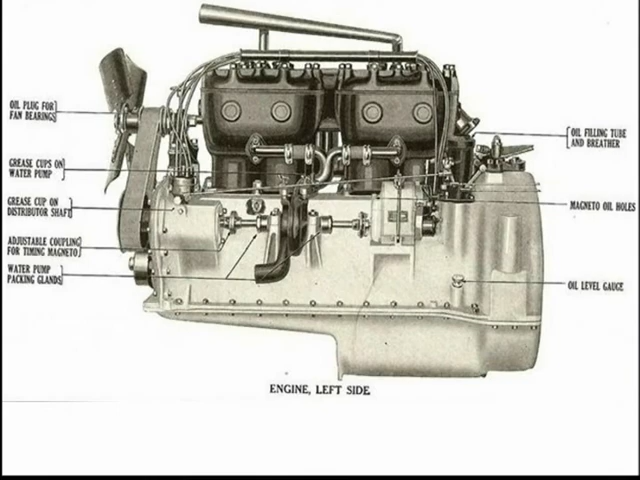 OIL PLUG FOR
FAN BEARINGS
GREASE CUPS ON
WATER PUMP
GREASE CUP ON
DISTRIBUTOR SHAFT
ADJUSTABLE COUPLING
FOR TIMING MAGNETO
WATER PUMP
PACKING GLANDS
OIL FILLING TUBE
AND BREATHER
MAGNETO OIL HOLES
OIL LEVEL GAUGE
ENGINE, LEFT SIDE